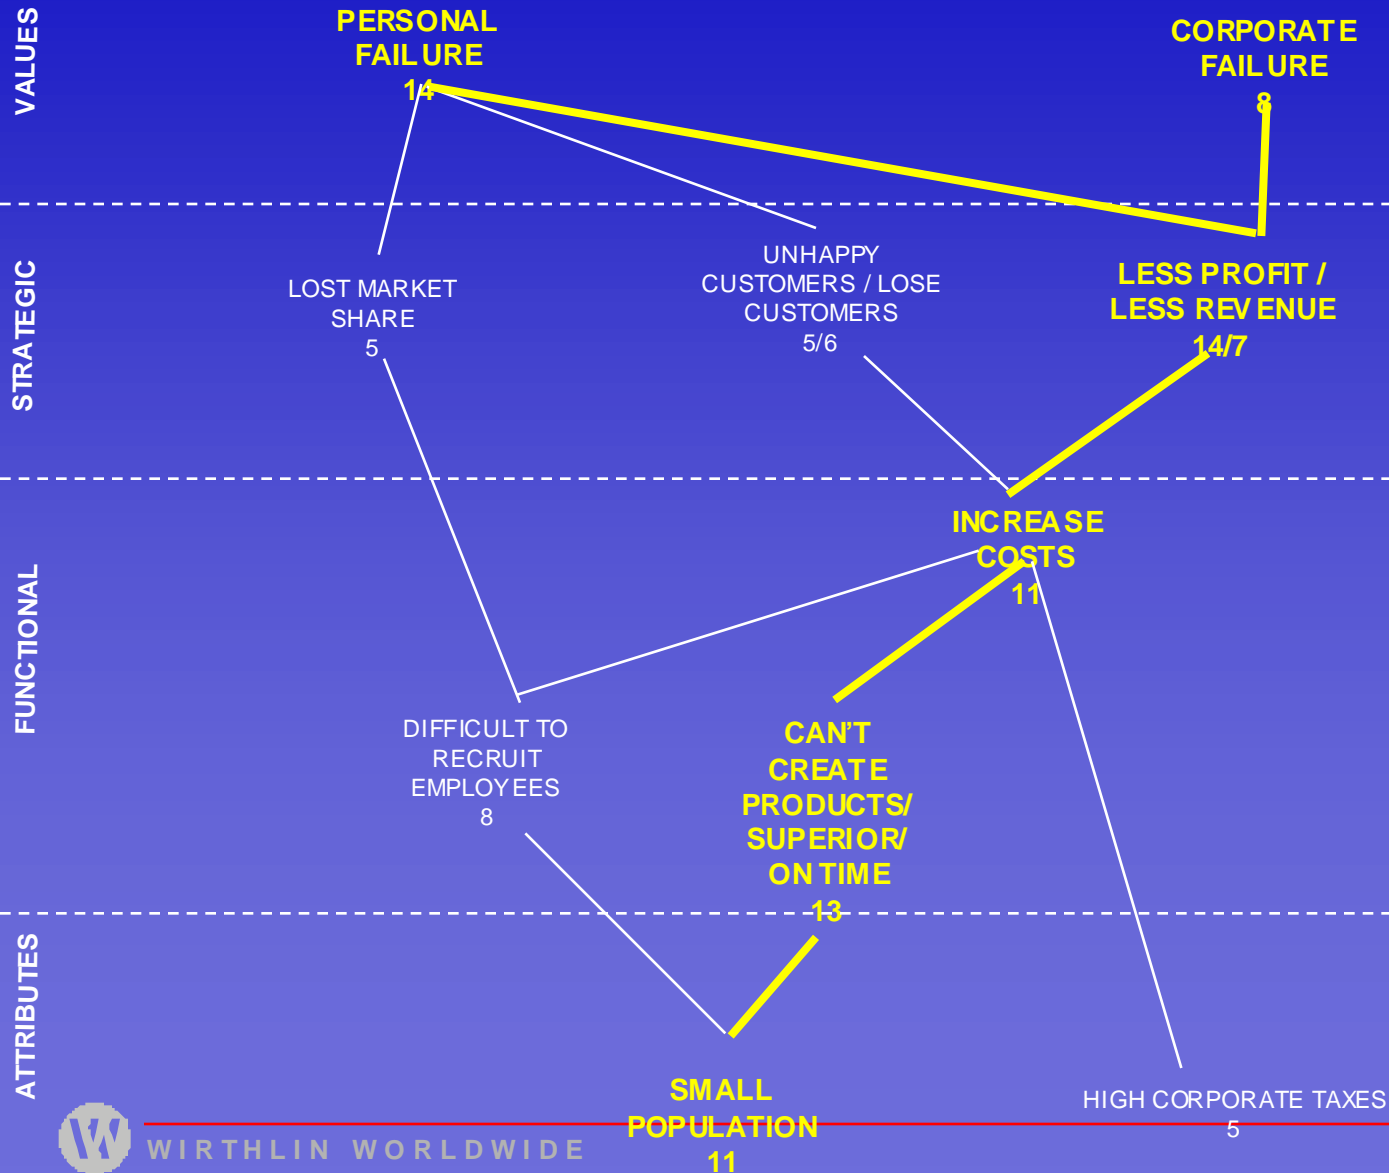 VALUES
PERSONAL
FAILURE
14
CORPORATE
FAILURE
8
STRATEGIC
LOST MARKET
SHARE
5
UNHAPPY
CUSTOMERS / LOSE
CUSTOMERS
5/6
LESS PROFIT /
LESS REVENUE
14/7
FUNCTIONAL
INCREASE
COSTS
11
DIFFICULT TO
RECRUIT
EMPLOYEES
8
CAN'T
CREATE
PRODUCTS/
SUPERIOR/
ON TIME
13
ATTRIBUTES
SMALL
POPULATION
11
HIGH CORPORATE TAXES
5
W
WIRTHLIN WORLDWIDE